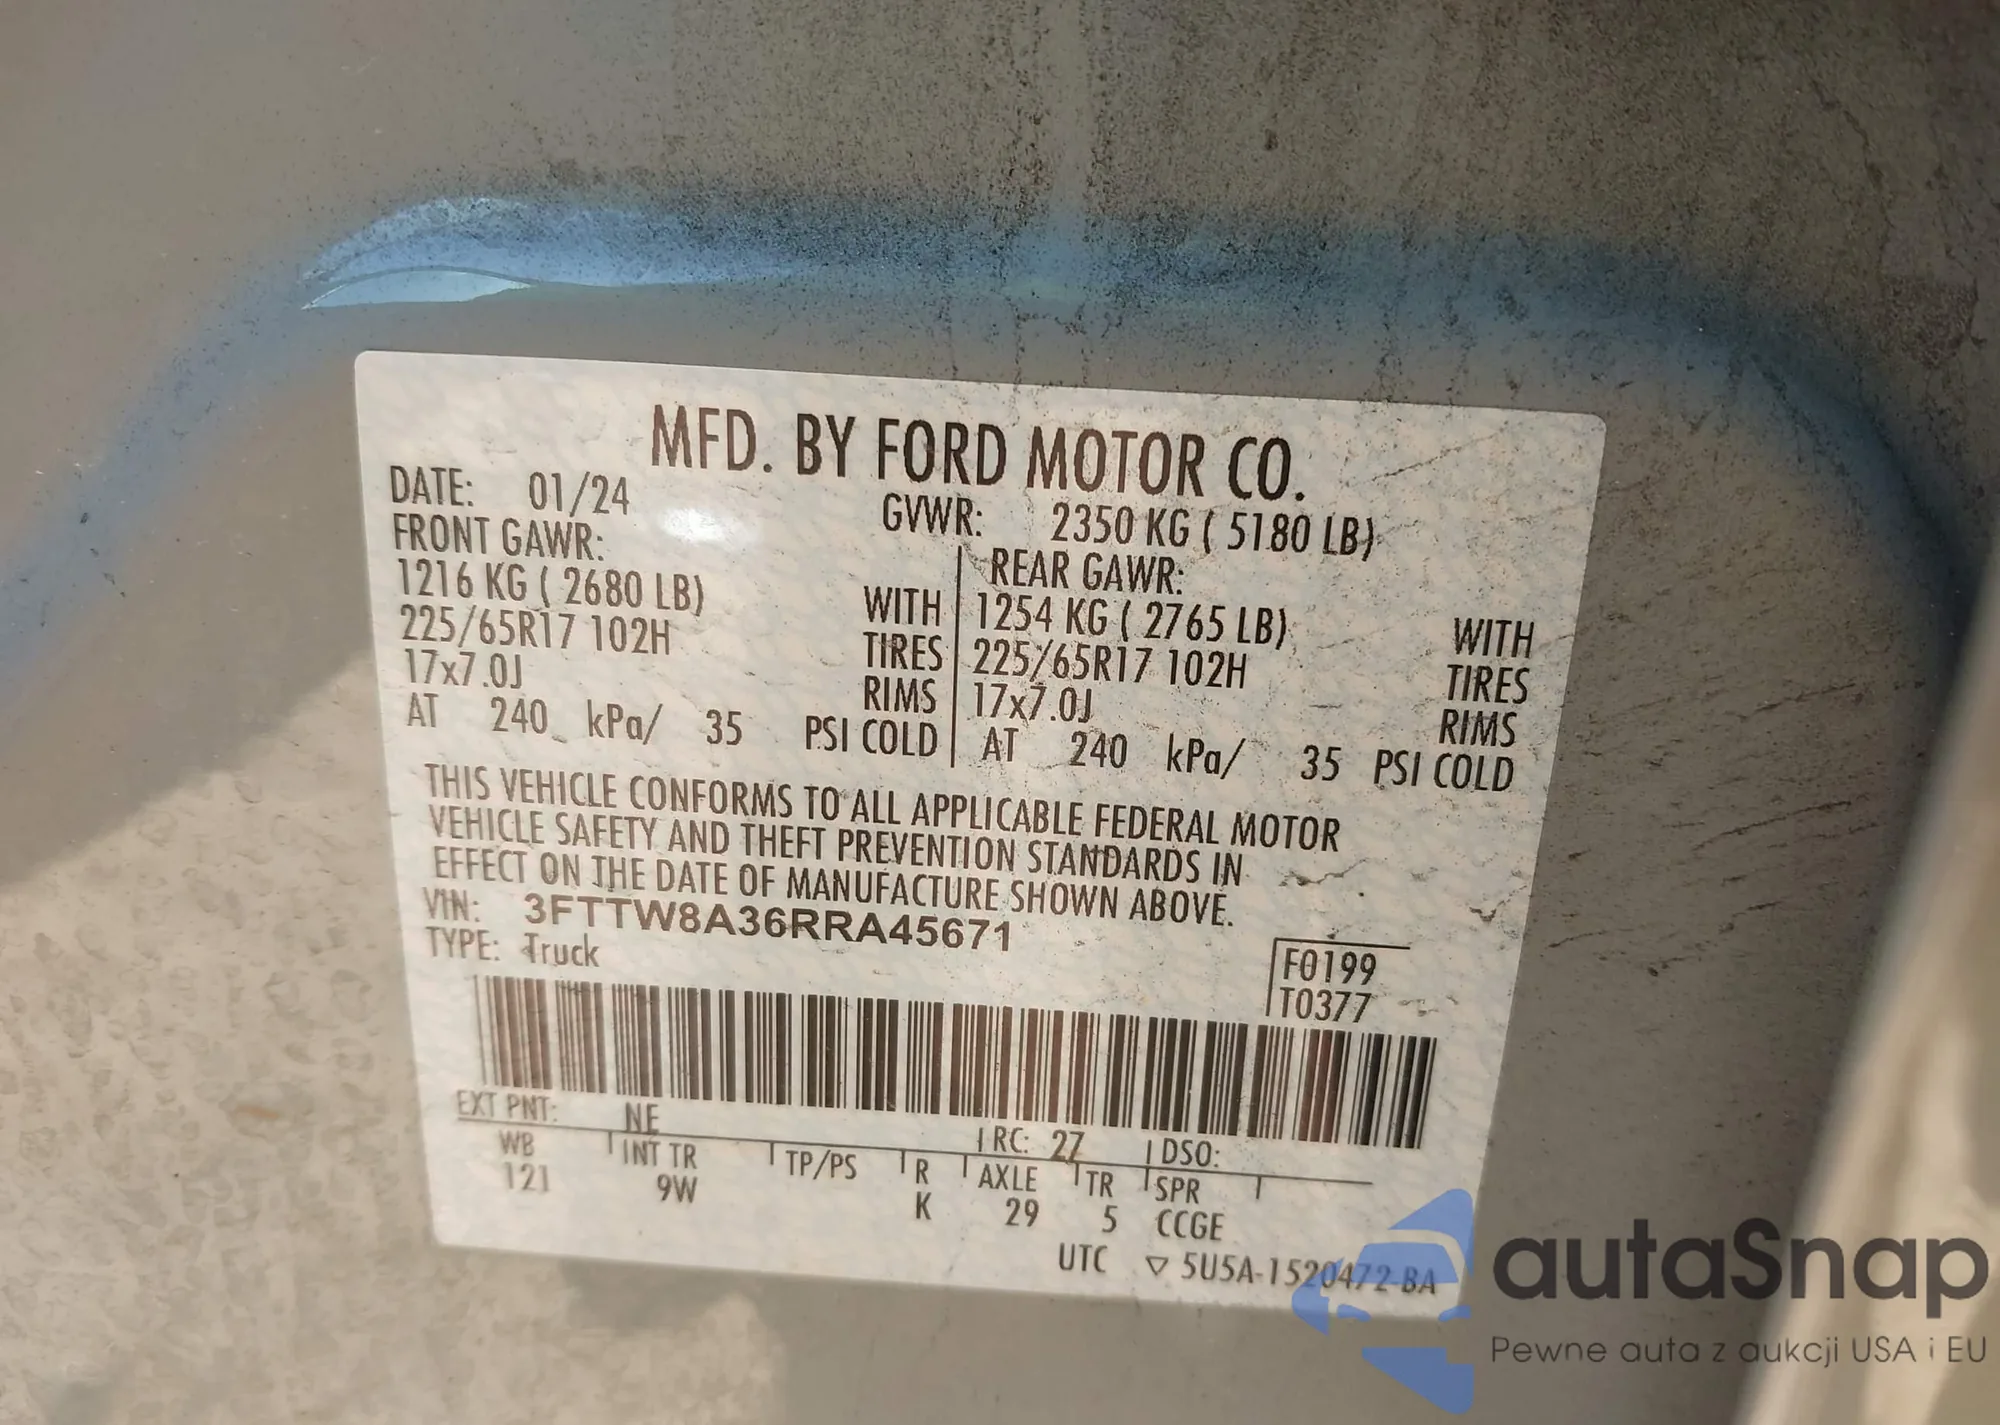 MFD. BY FORD MOTOR CO.
DATE: 01/24 GVWR: 2350 KG ( 5180 LB)
FRONT GAWR: REAR GAWR:
1216 KG ( 2680 LB) WITH 1254 KG ( 2765 LB) WITH
225/65R17 102H TIRES 225/65R17 102H TIRES
17x7.0J RIMS 17x7.0J RIMS
AT 240 kPa/ 35 PSI COLD AT 240 kPa/ 35 PSI COLD
THIS VEHICLE CONFORMS TO ALL APPLICABLE FEDERAL MOTOR
VEHICLE SAFETY AND THEFT PREVENTION STANDARDS IN
EFFECT ON THE DATE OF MANUFACTURE SHOWN ABOVE.
VIN: 3FTTW8A36RRA45671
TYPE: Truck
F0199
T0377
EXT PNT: NE RC: 27 DSO:
WB INT TR TP/PS R AXLE TR SPR
121 9W K 29 5 CCGE
UTC ▽ 5U5A-1520472-BA
autaSnap
Pewne auta z aukcji USA i EU